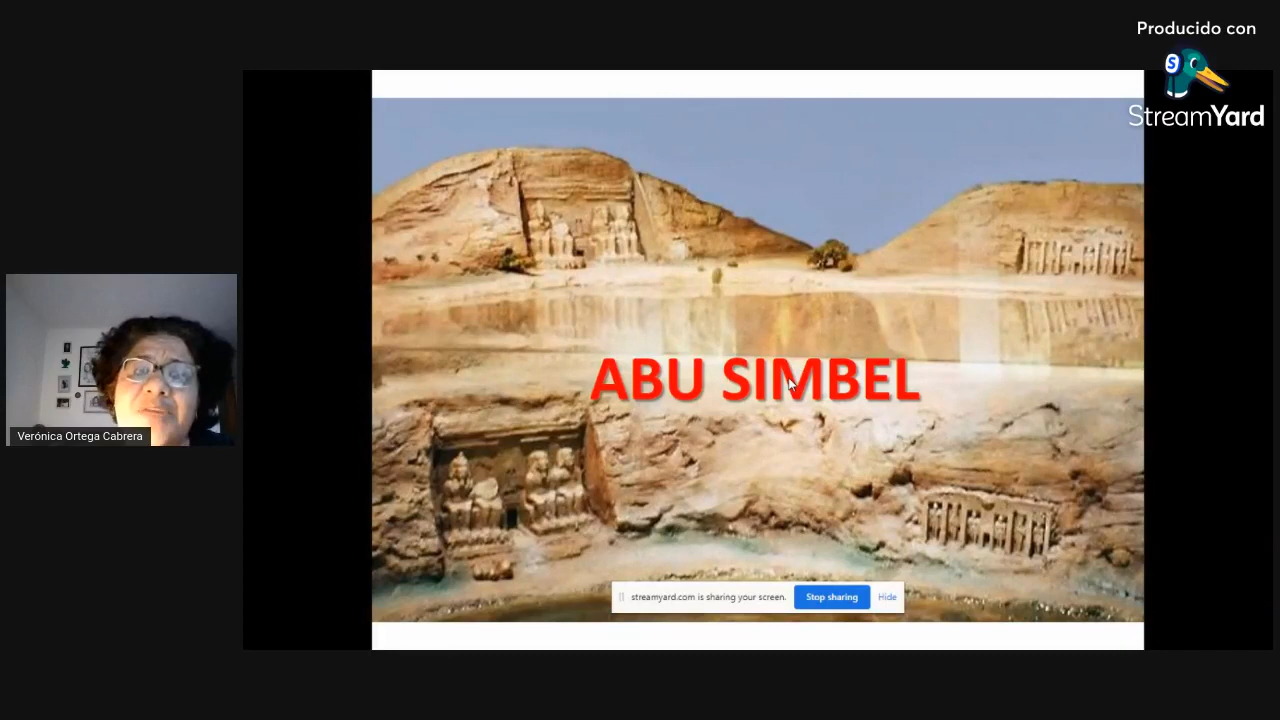 Producido con
S
StreamYard
ABU SIMBEL
Verónica Ortega Cabrera
streamyard.com is sharing your screen. Stop sharing Hide